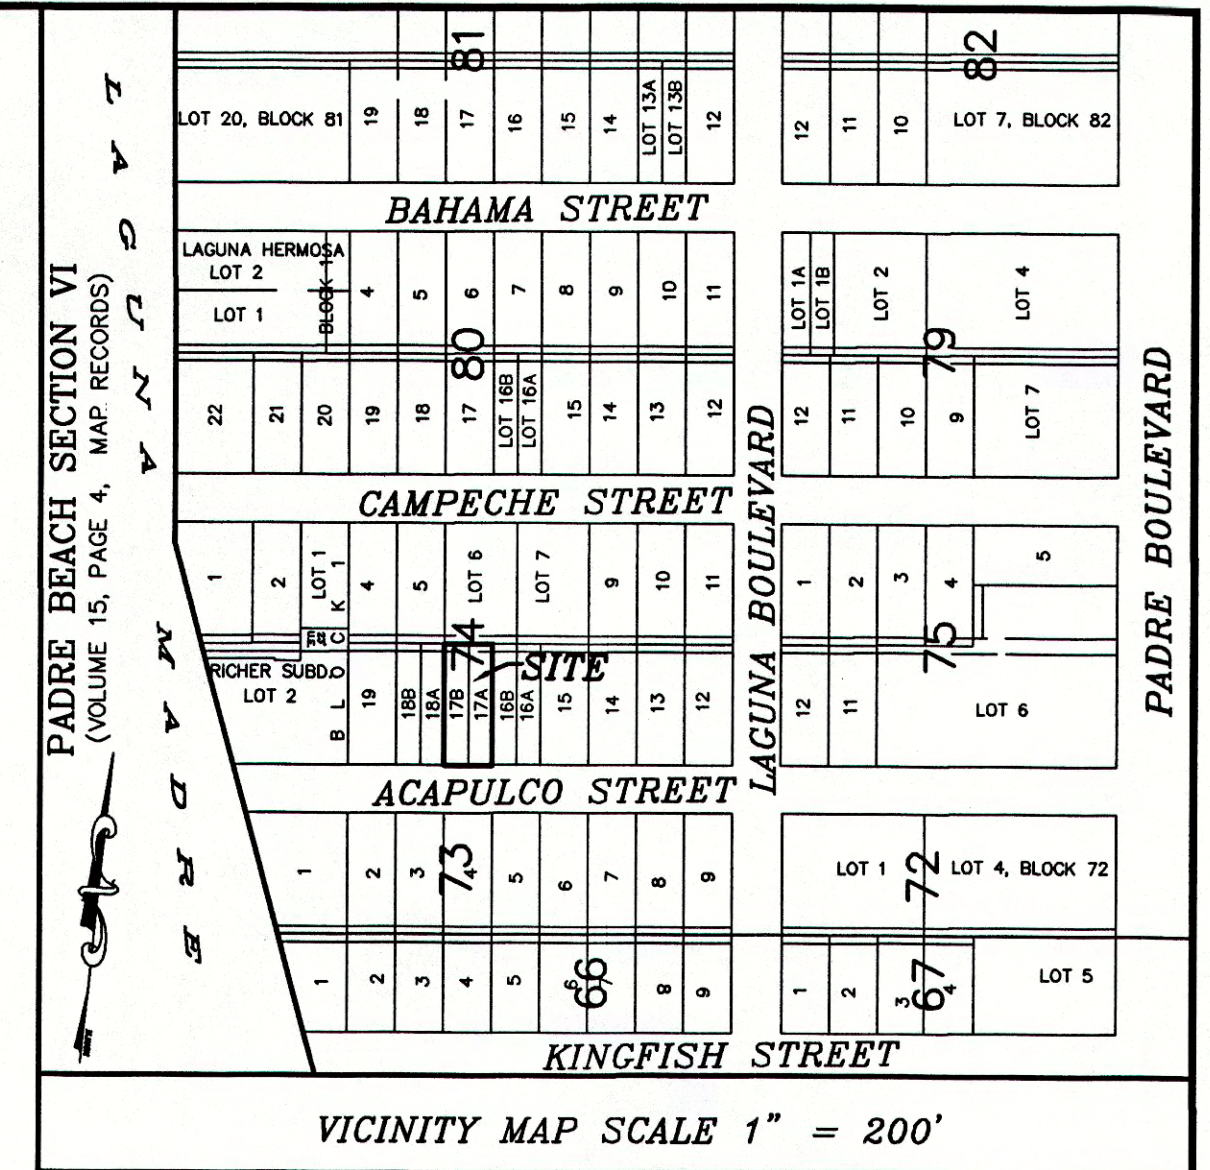 PADRE BEACH SECTION VI
(VOLUME 15, PAGE 4, MAP RECORDS)
LAGUNA MADRE
81
82
LOT 20, BLOCK 81
19
18
17
16
15
14
LOT 13A
LOT 13B
12
12
11
10
LOT 7, BLOCK 82
BAHAMA STREET
LAGUNA HERMOSA
LOT 2
LOT 1
4
5
6
7
8
9
10
11
LOT 1A
LOT 1B
LOT 2
LOT 4
80
79
22
21
20
19
18
17
LOT 16B
LOT 16A
15
14
13
12
12
11
10
9
LOT 7
CAMPECHE STREET
LAGUNA BOULEVARD
PADRE BOULEVARD
1
2
LOT 1
4
5
LOT 6
LOT 7
9
10
11
1
2
3
4
5
74
75
SITE
RICHER SUBD.
LOT 2
BLOCK 1
19
18B
18A
17B
17A
16B
16A
15
14
13
12
12
11
LOT 6
ACAPULCO STREET
1
2
3
4
5
6
7
8
9
LOT 1
LOT 4, BLOCK 72
73
72
1
2
3
4
5
6
8
9
1
2
3
4
LOT 5
66
67
KINGFISH STREET
VICINITY MAP SCALE 1" = 200'